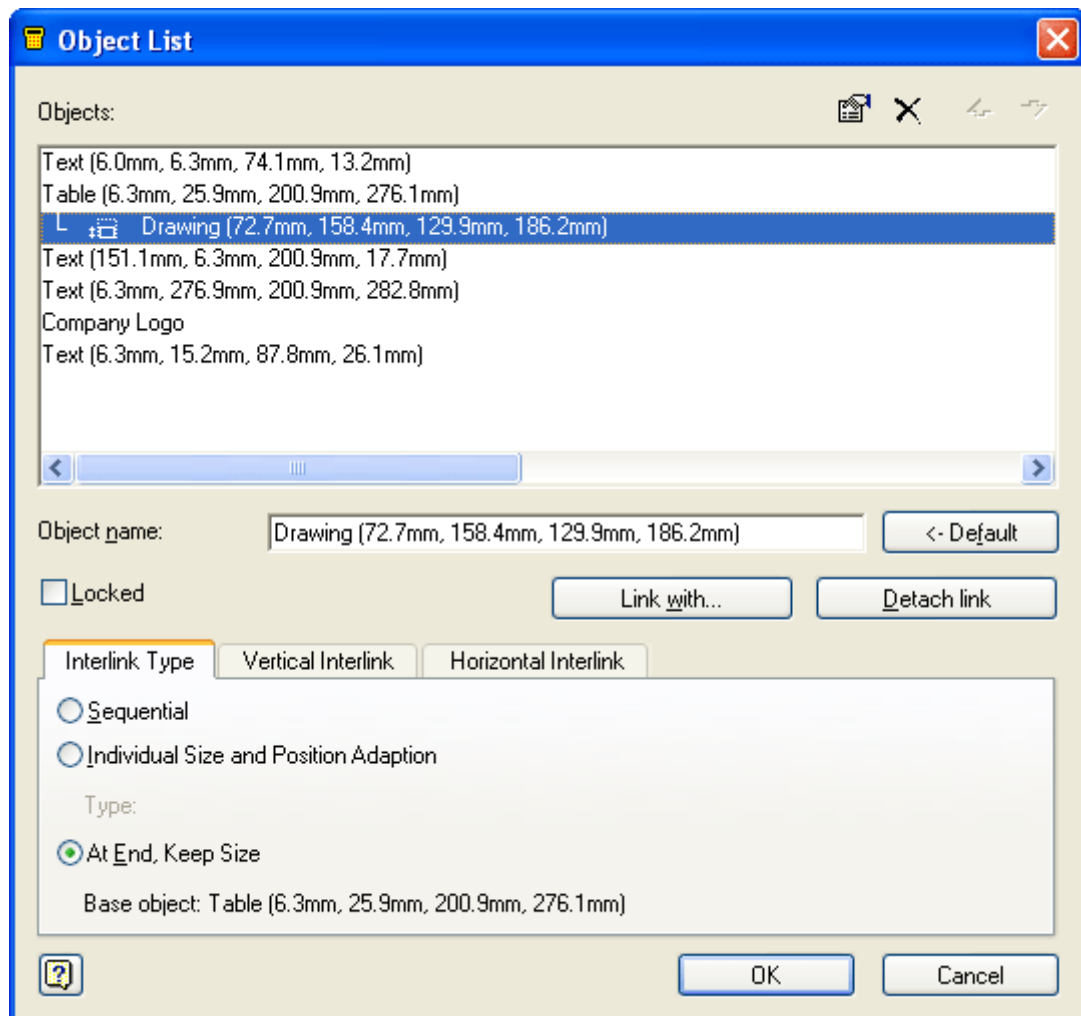 Object List
Objects:
Text (6.0mm, 6.3mm, 74.1mm, 13.2mm)
Table (6.3mm, 25.9mm, 200.9mm, 276.1mm)
Drawing (72.7mm, 158.4mm, 129.9mm, 186.2mm)
Text (151.1mm, 6.3mm, 200.9mm, 17.7mm)
Text (6.3mm, 276.9mm, 200.9mm, 282.8mm)
Company Logo
Text (6.3mm, 15.2mm, 87.8mm, 26.1mm)
Object name: Drawing (72.7mm, 158.4mm, 129.9mm, 186.2mm) <- Default
Locked Link with... Detach link
Interlink Type Vertical Interlink Horizontal Interlink
Sequential
Individual Size and Position Adaption
Type:
At End, Keep Size
Base object: Table (6.3mm, 25.9mm, 200.9mm, 276.1mm)
? OK Cancel